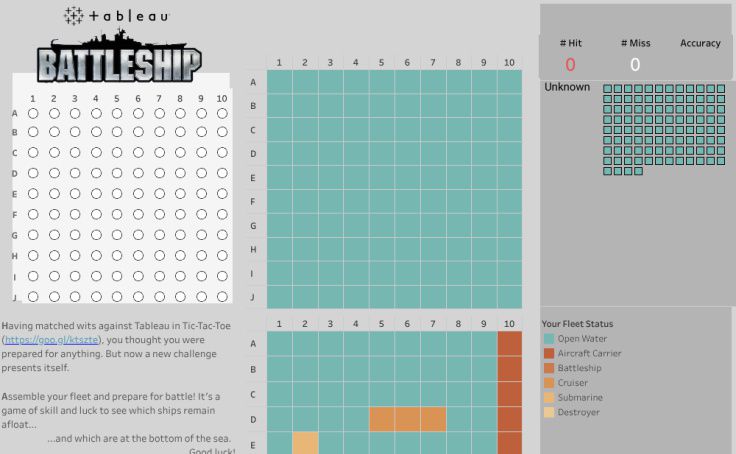 + a b l e a u
BATTLESHIP
1 2 3 4 5 6 7 8 9 10
A
B
C
D
E
F
G
H
I
J
Having matched wits against Tableau in Tic-Tac-Toe
(https://goo.gl/ktszte), you thought you were
prepared for anything. But now a new challenge
presents itself.
Assemble your fleet and prepare for battle! It's a
game of skill and luck to see which ships remain
afloat...
...and which are at the bottom of the sea.
Good luck!
1 2 3 4 5 6 7 8 9 10
A
B
C
D
E
F
G
H
I
J
1 2 3 4 5 6 7 8 9 10
A
B
C
D
E
# Hit # Miss Accuracy
0 0
Unknown
Your Fleet Status
Open Water
Aircraft Carrier
Battleship
Cruiser
Submarine
Destroyer